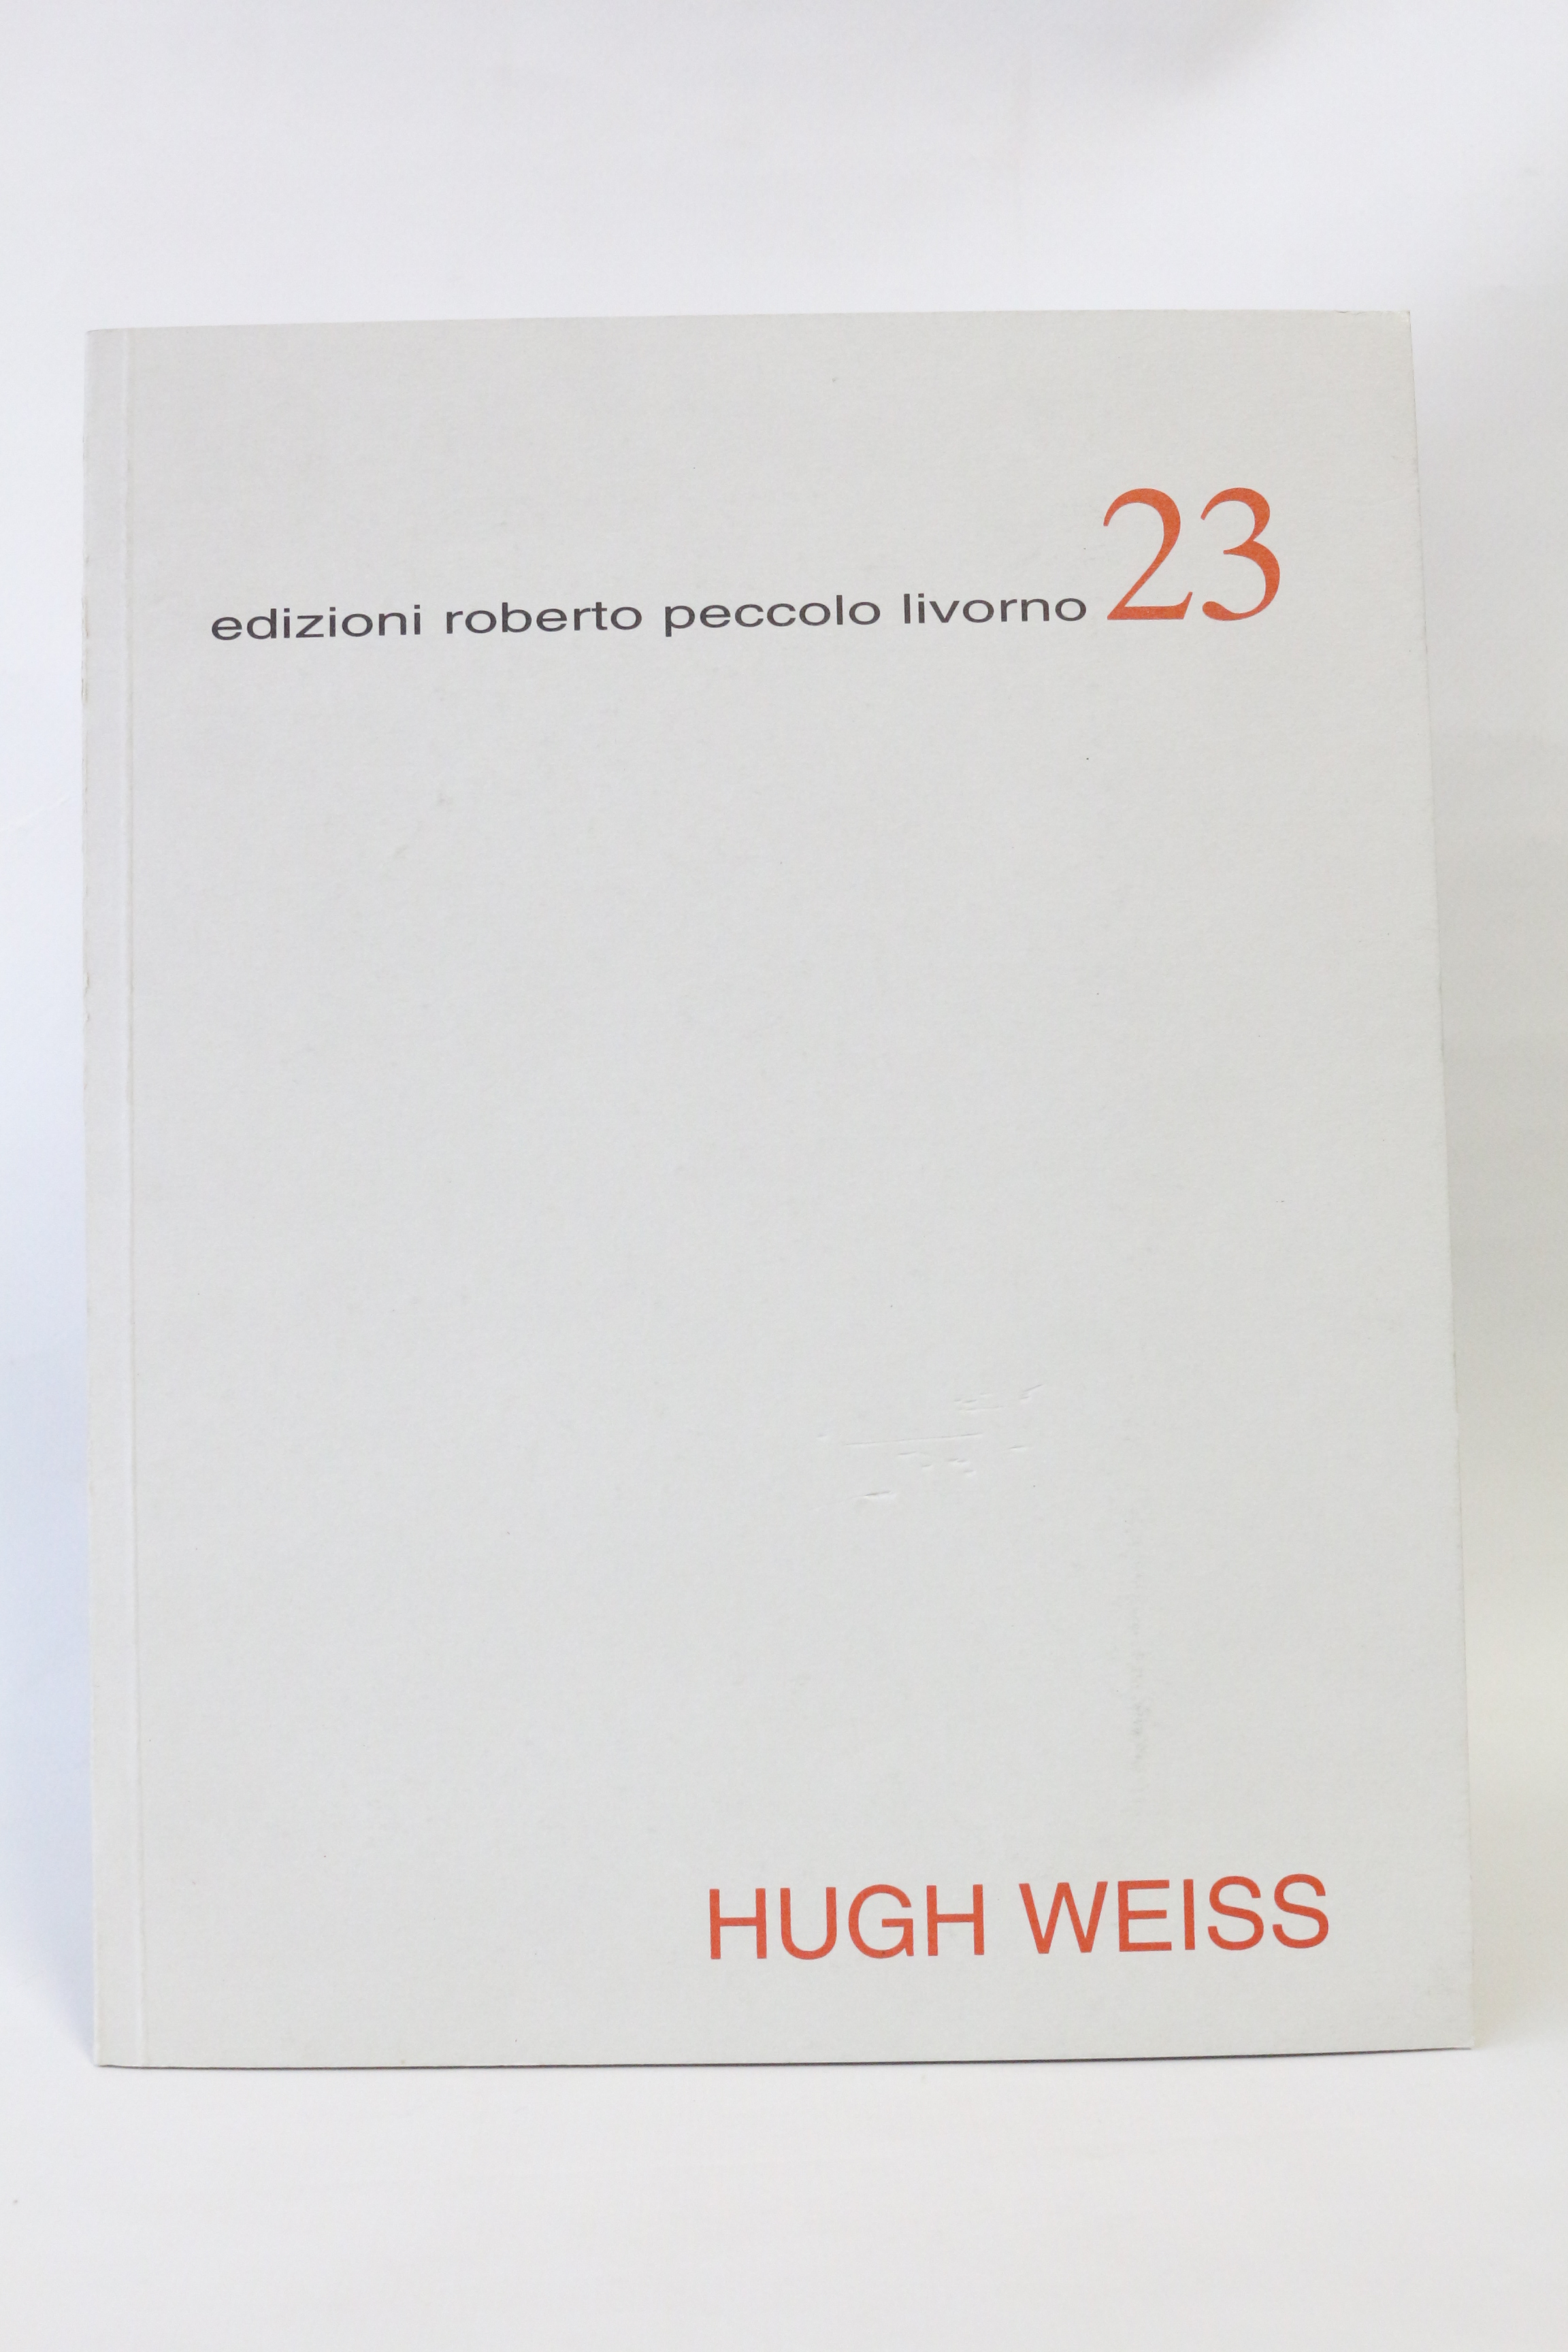 edizioni roberto peccolo livorno 23
HUGH WEISS